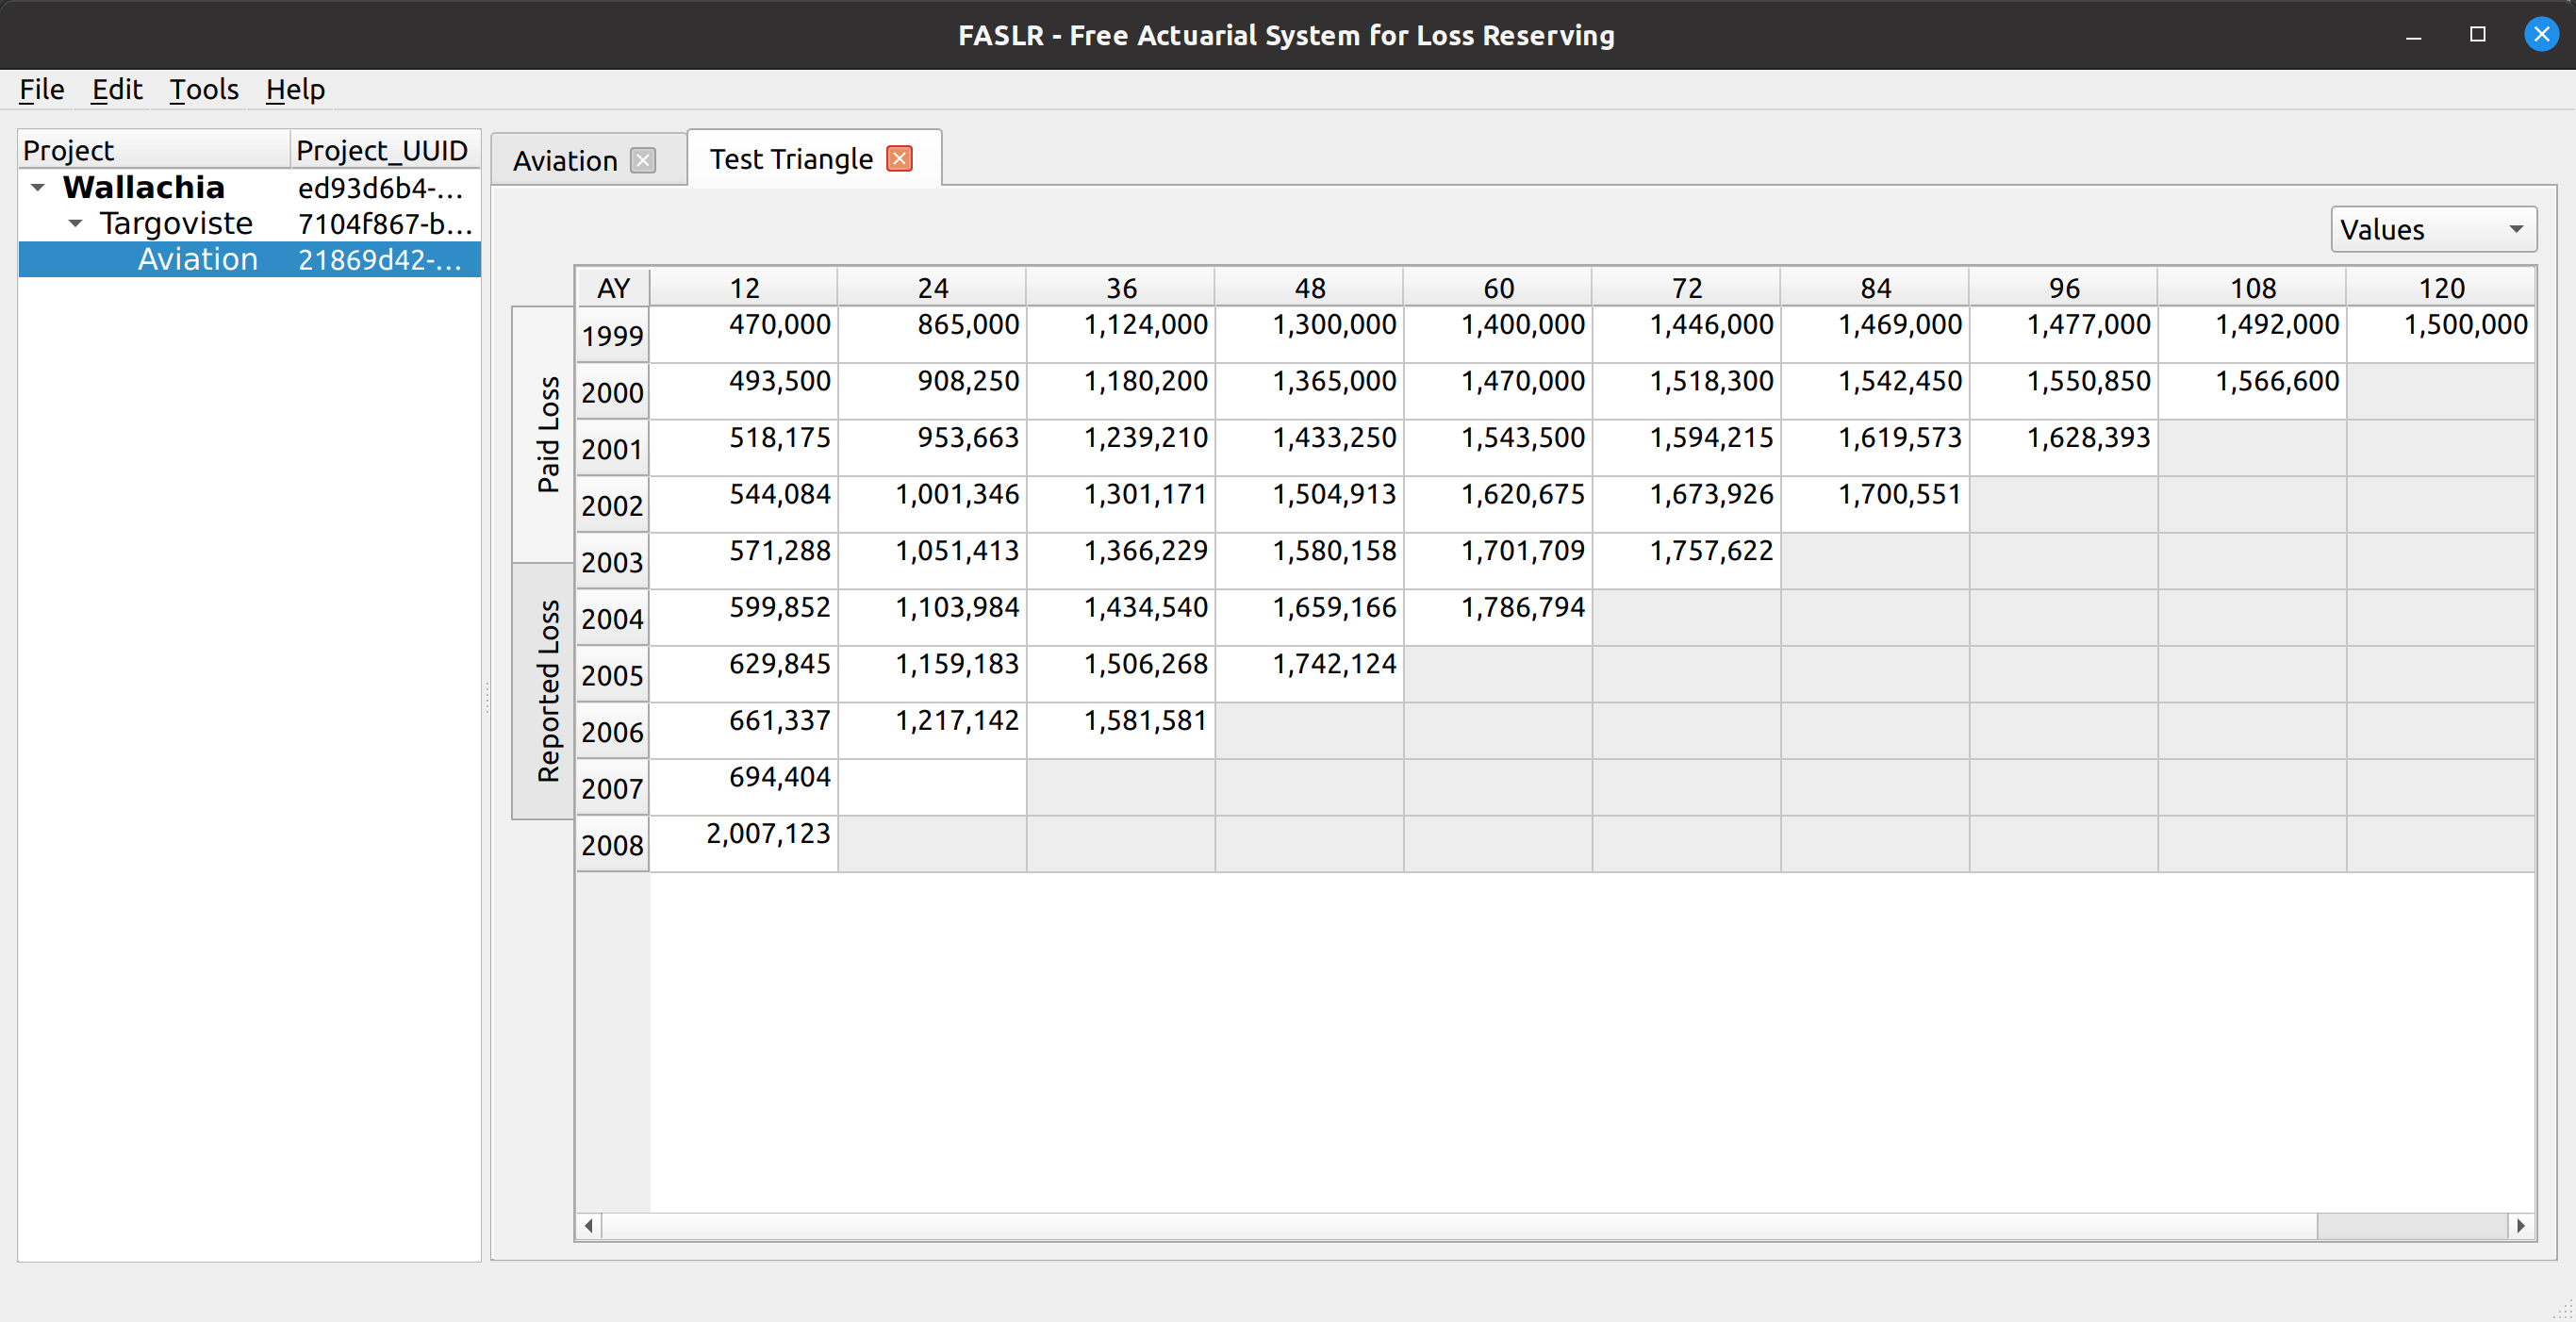 FASLR - Free Actuarial System for Loss Reserving
File Edit Tools Help
Project Project_UUID
Wallachia ed93d6b4-...
Targoviste 7104f867-b...
Aviation 21869d42-...
Aviation Test Triangle
Values
Paid Loss
Reported Loss
AY 12 24 36 48 60 72 84 96 108 120
1999 470,000 865,000 1,124,000 1,300,000 1,400,000 1,446,000 1,469,000 1,477,000 1,492,000 1,500,000
2000 493,500 908,250 1,180,200 1,365,000 1,470,000 1,518,300 1,542,450 1,550,850 1,566,600
2001 518,175 953,663 1,239,210 1,433,250 1,543,500 1,594,215 1,619,573 1,628,393
2002 544,084 1,001,346 1,301,171 1,504,913 1,620,675 1,673,926 1,700,551
2003 571,288 1,051,413 1,366,229 1,580,158 1,701,709 1,757,622
2004 599,852 1,103,984 1,434,540 1,659,166 1,786,794
2005 629,845 1,159,183 1,506,268 1,742,124
2006 661,337 1,217,142 1,581,581
2007 694,404
2008 2,007,123